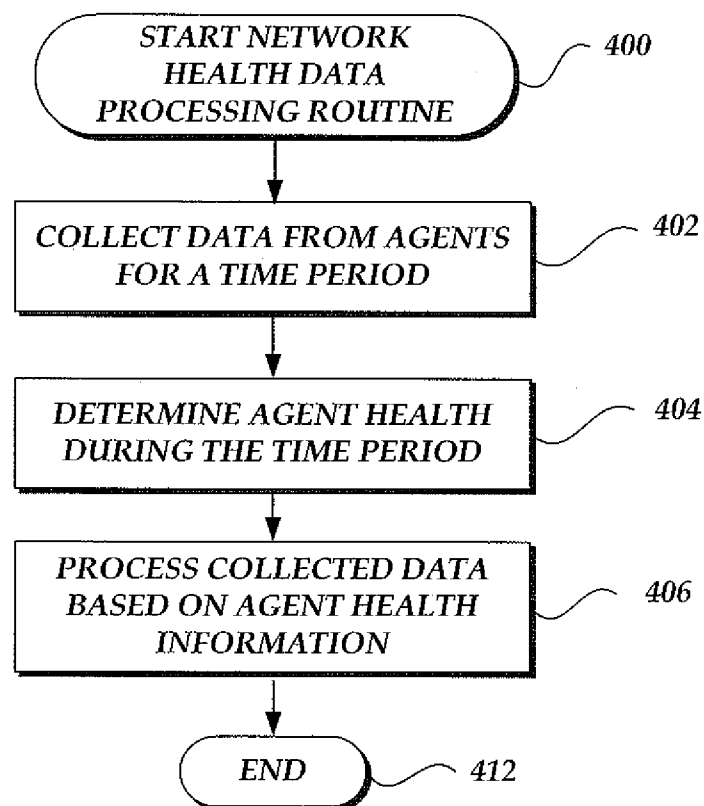 START NETWORK
HEALTH DATA
PROCESSING ROUTINE
400
COLLECT DATA FROM AGENTS
FOR A TIME PERIOD
402
DETERMINE AGENT HEALTH
DURING THE TIME PERIOD
404
PROCESS COLLECTED DATA
BASED ON AGENT HEALTH
INFORMATION
406
END
412